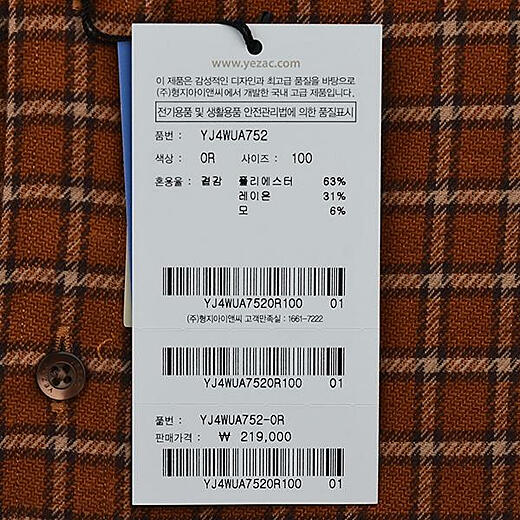 www.yezac.com
이 제품은 감성적인 디자인과 최고급 품질을 바탕으로
(주)형지아이앤씨에서 개발한 국내 고급 제품입니다.
전기용품 및 생활용품 안전관리법에 의한 품질표시
품번 : YJ4WUA752
색상 : OR 사이즈 : 100
혼용율 : 겉감 폴리에스터 63%
레이온 31%
모 6%
YJ4WUA752OR100 01
(주)형지아이앤씨 고객만족실 : 1661-7222
YJ4WUA752OR100 01
품번 : YJ4WUA752-OR
판매가격 : ₩ 219,000
YJ4WUA752OR100 01